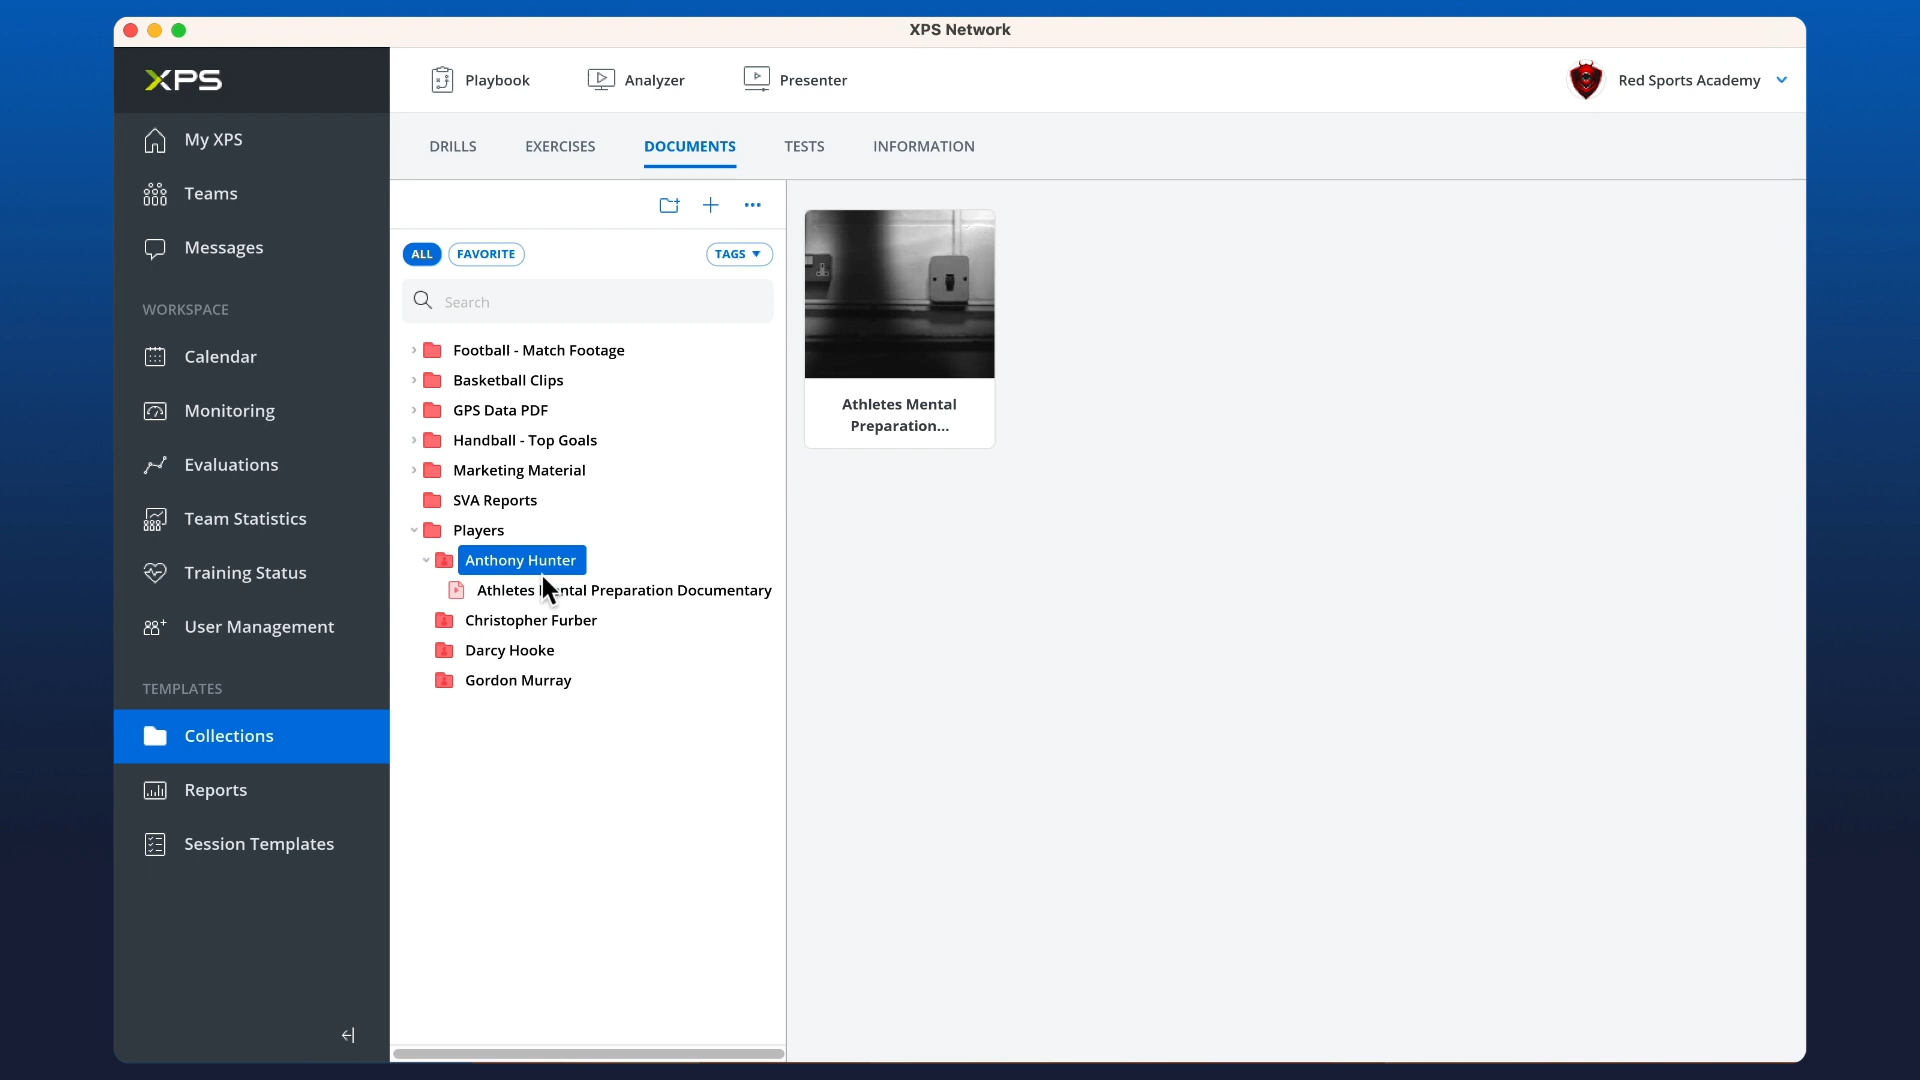 XPS Network
XPS
Playbook
Analyzer
Presenter
Red Sports Academy
My XPS
Teams
Messages
WORKSPACE
Calendar
Monitoring
Evaluations
Team Statistics
Training Status
User Management
TEMPLATES
Collections
Reports
Session Templates
DRILLS
EXERCISES
DOCUMENTS
TESTS
INFORMATION
ALL
FAVORITE
TAGS
Search
Football - Match Footage
Basketball Clips
GPS Data PDF
Handball - Top Goals
Marketing Material
SVA Reports
Players
Anthony Hunter
Athletes Mental Preparation Documentary
Christopher Furber
Darcy Hooke
Gordon Murray
Athletes Mental
Preparation...